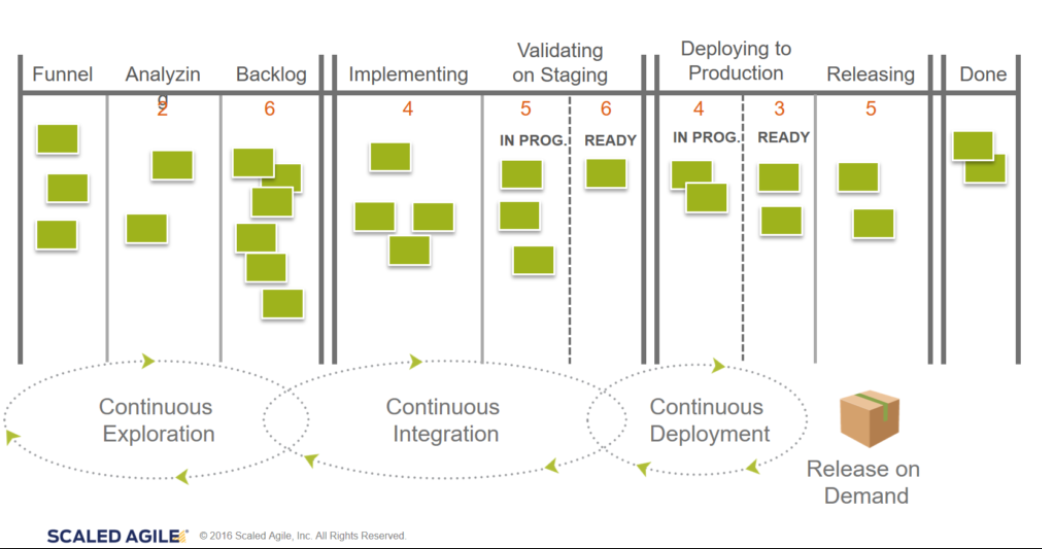 Validating
on Staging
Deploying to
Production
Funnel
Analyzin
g
Backlog
Implementing
Releasing
Done
2
6
4
5
6
4
3
5
IN PROG.
READY
IN PROG.
READY
Continuous
Exploration
Continuous
Integration
Continuous
Deployment
Release on
Demand
SCALED AGILE
© 2016 Scaled Agile, Inc. All Rights Reserved.